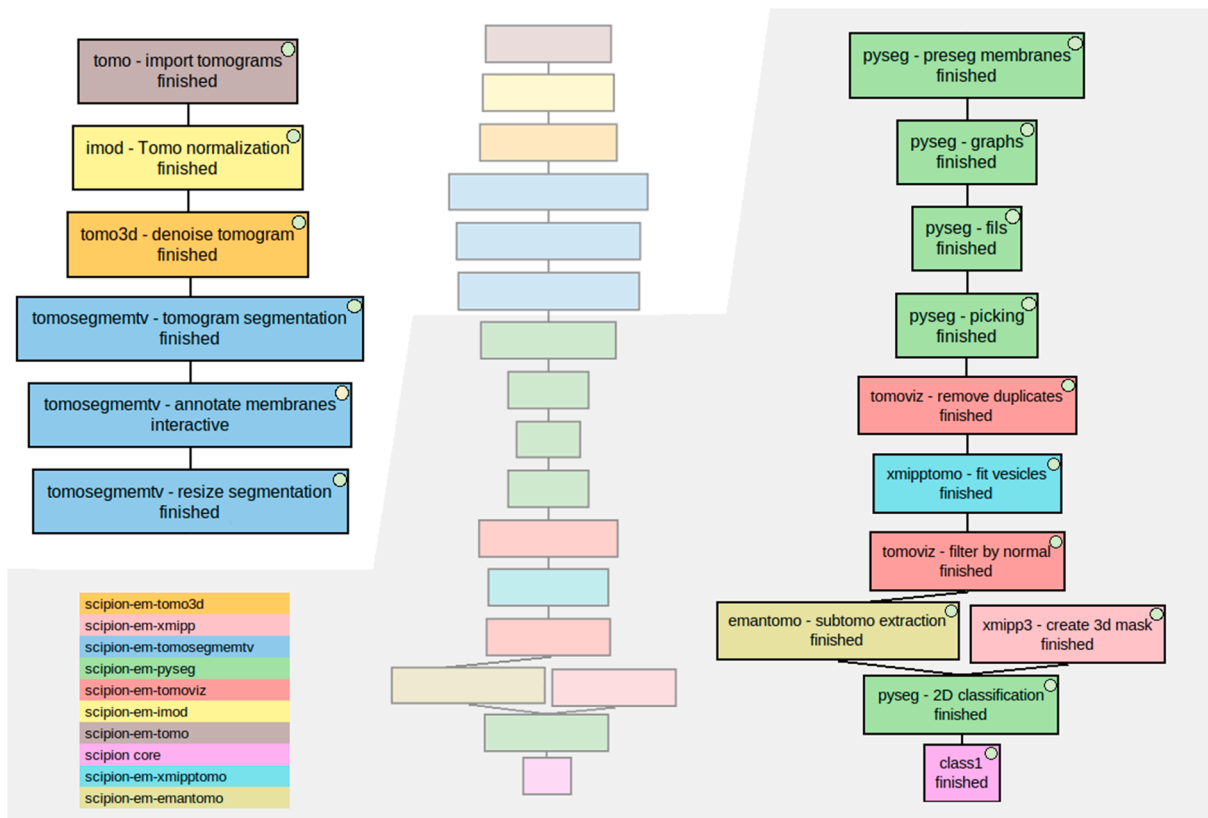 tomo - import tomograms
finished
imod - Tomo normalization
finished
tomo3d - denoise tomogram
finished
tomosegmemtv - tomogram segmentation
finished
tomosegmemtv - annotate membranes
interactive
tomosegmemtv - resize segmentation
finished
scipion-em-tomo3d
scipion-em-xmipp
scipion-em-tomosegmemtv
scipion-em-pyseg
scipion-em-tomoviz
scipion-em-imod
scipion-em-tomo
scipion core
scipion-em-xmipptomo
scipion-em-emantomo
pyseg - preseg membranes
finished
pyseg - graphs
finished
pyseg - fils
finished
pyseg - picking
finished
tomoviz - remove duplicates
finished
xmipptomo - fit vesicles
finished
tomoviz - filter by normal
finished
emantomo - subtomo extraction
finished
xmipp3 - create 3d mask
finished
pyseg - 2D classification
finished
class1
finished